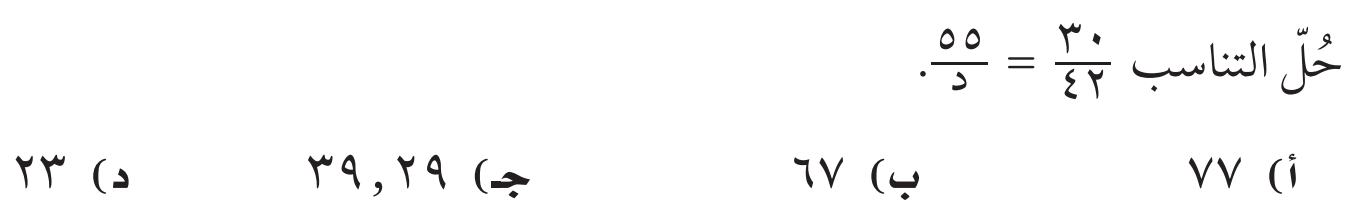 حُلّ التناسب ٣٠/٤٢ = ٥٥/د.
أ) ٧٧ ب) ٦٧ جـ) ٣٩,٢٩ د) ٢٣